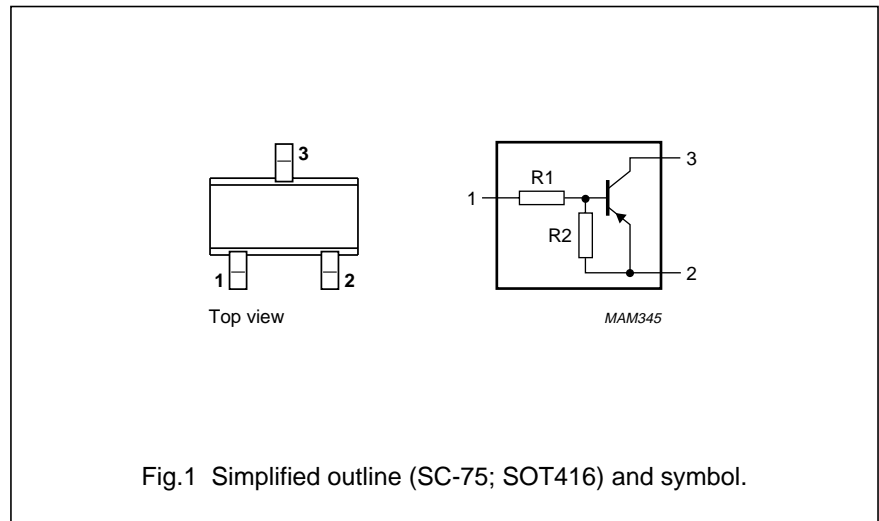 3
1
2
Top view
1
R1
R2
3
2
MAM345
Fig.1 Simplified outline (SC-75; SOT416) and symbol.